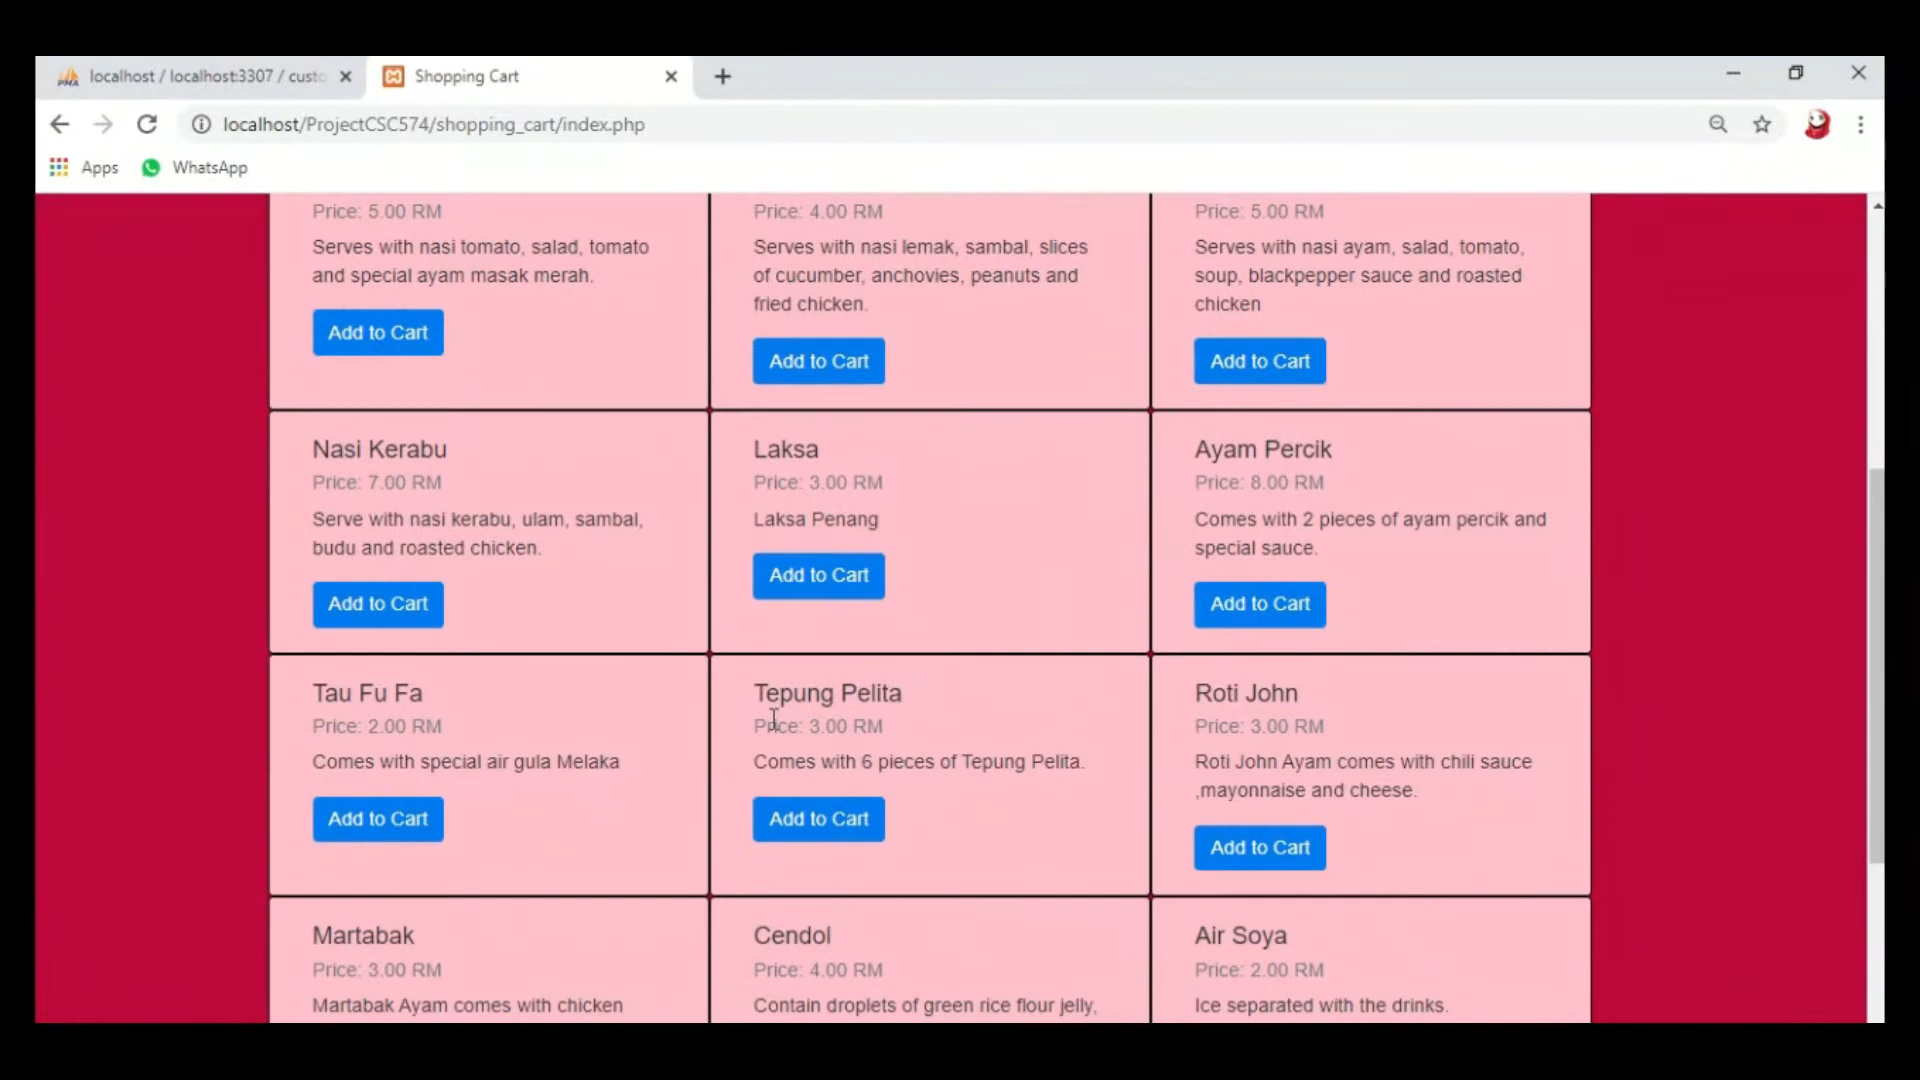 localhost / localhost:3307 / custo
Shopping Cart
localhost/ProjectCSC574/shopping_cart/index.php
Apps
WhatsApp
Price: 5.00 RM
Serves with nasi tomato, salad, tomato
and special ayam masak merah.
Add to Cart
Price: 4.00 RM
Serves with nasi lemak, sambal, slices
of cucumber, anchovies, peanuts and
fried chicken.
Add to Cart
Price: 5.00 RM
Serves with nasi ayam, salad, tomato,
soup, blackpepper sauce and roasted
chicken
Add to Cart
Nasi Kerabu
Price: 7.00 RM
Serve with nasi kerabu, ulam, sambal,
budu and roasted chicken.
Add to Cart
Laksa
Price: 3.00 RM
Laksa Penang
Add to Cart
Ayam Percik
Price: 8.00 RM
Comes with 2 pieces of ayam percik and
special sauce.
Add to Cart
Tau Fu Fa
Price: 2.00 RM
Comes with special air gula Melaka
Add to Cart
Tepung Pelita
Price: 3.00 RM
Comes with 6 pieces of Tepung Pelita.
Add to Cart
Roti John
Price: 3.00 RM
Roti John Ayam comes with chili sauce
,mayonnaise and cheese.
Add to Cart
Martabak
Price: 3.00 RM
Martabak Ayam comes with chicken
Cendol
Price: 4.00 RM
Contain droplets of green rice flour jelly,
Air Soya
Price: 2.00 RM
Ice separated with the drinks.